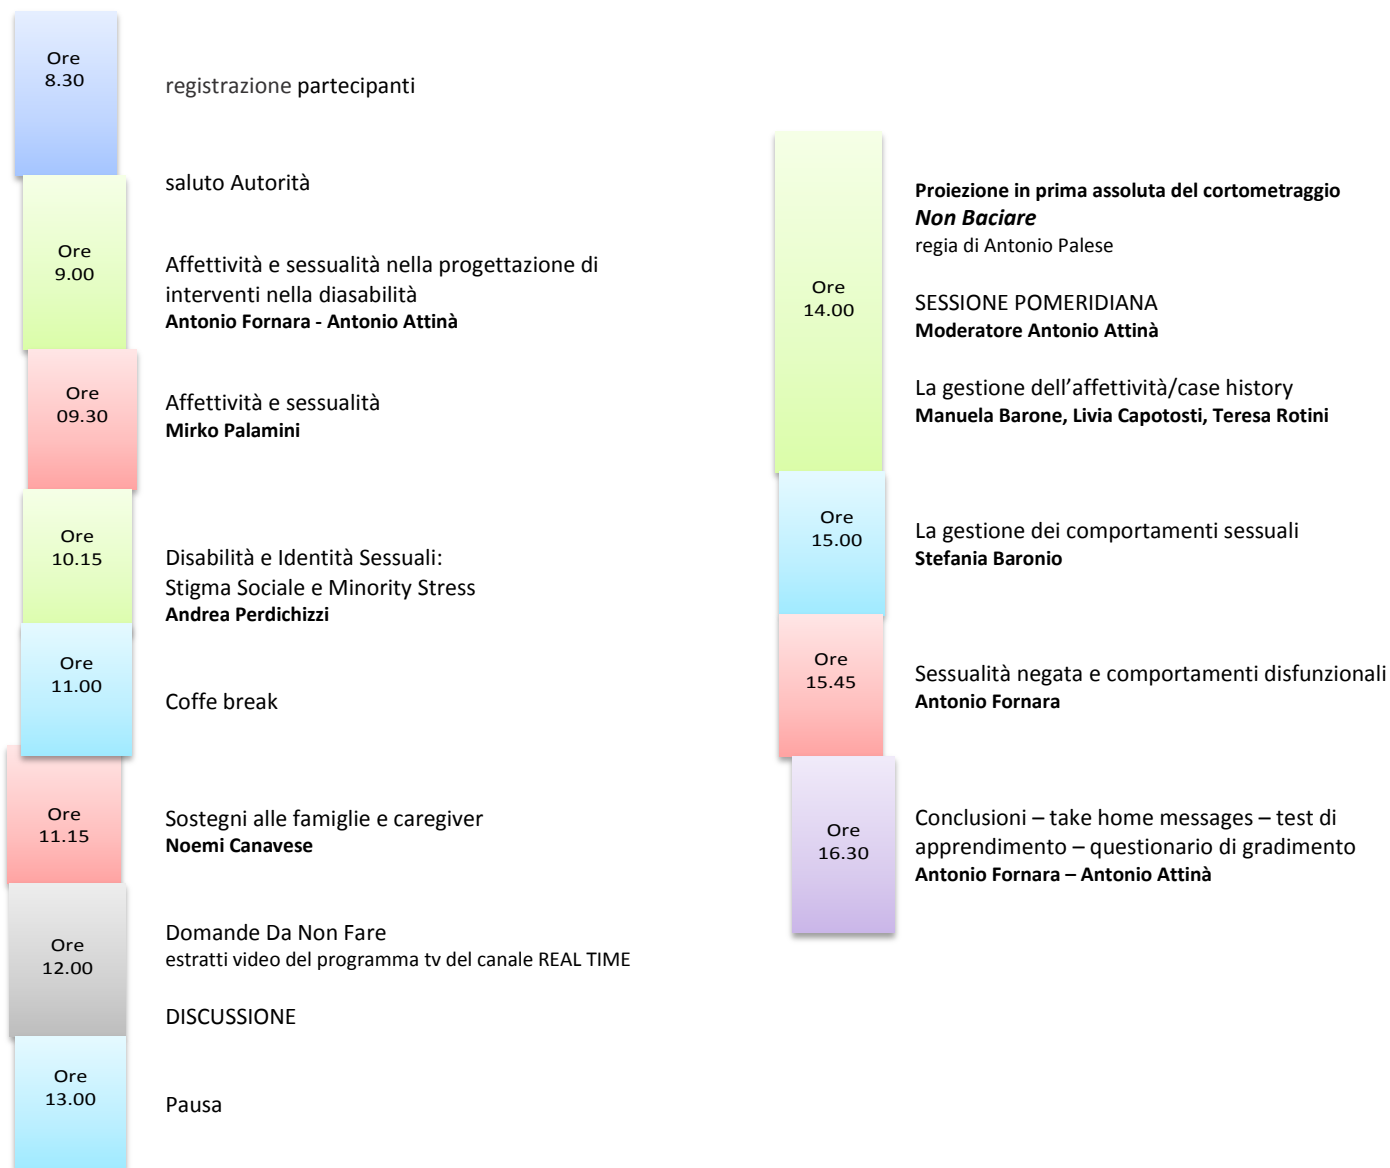 Ore
8.30
registrazione partecipanti
saluto Autorità
Ore
9.00
Affettività e sessualità nella progettazione di
interventi nella diasabilità
Antonio Fornara - Antonio Attinà
Ore
09.30
Affettività e sessualità
Mirko Palamini
Ore
10.15
Disabilità e Identità Sessuali:
Stigma Sociale e Minority Stress
Andrea Perdichizzi
Ore
11.00
Coffe break
Ore
11.15
Sostegni alle famiglie e caregiver
Noemi Canavese
Ore
12.00
Domande Da Non Fare
estratti video del programma tv del canale REAL TIME
DISCUSSIONE
Ore
13.00
Pausa
Ore
14.00
Proiezione in prima assoluta del cortometraggio
Non Baciare
regia di Antonio Palese
SESSIONE POMERIDIANA
Moderatore Antonio Attinà
La gestione dell’affettività/case history
Manuela Barone, Livia Capotosti, Teresa Rotini
Ore
15.00
La gestione dei comportamenti sessuali
Stefania Baronio
Ore
15.45
Sessualità negata e comportamenti disfunzionali
Antonio Fornara
Ore
16.30
Conclusioni – take home messages – test di
apprendimento – questionario di gradimento
Antonio Fornara – Antonio Attinà